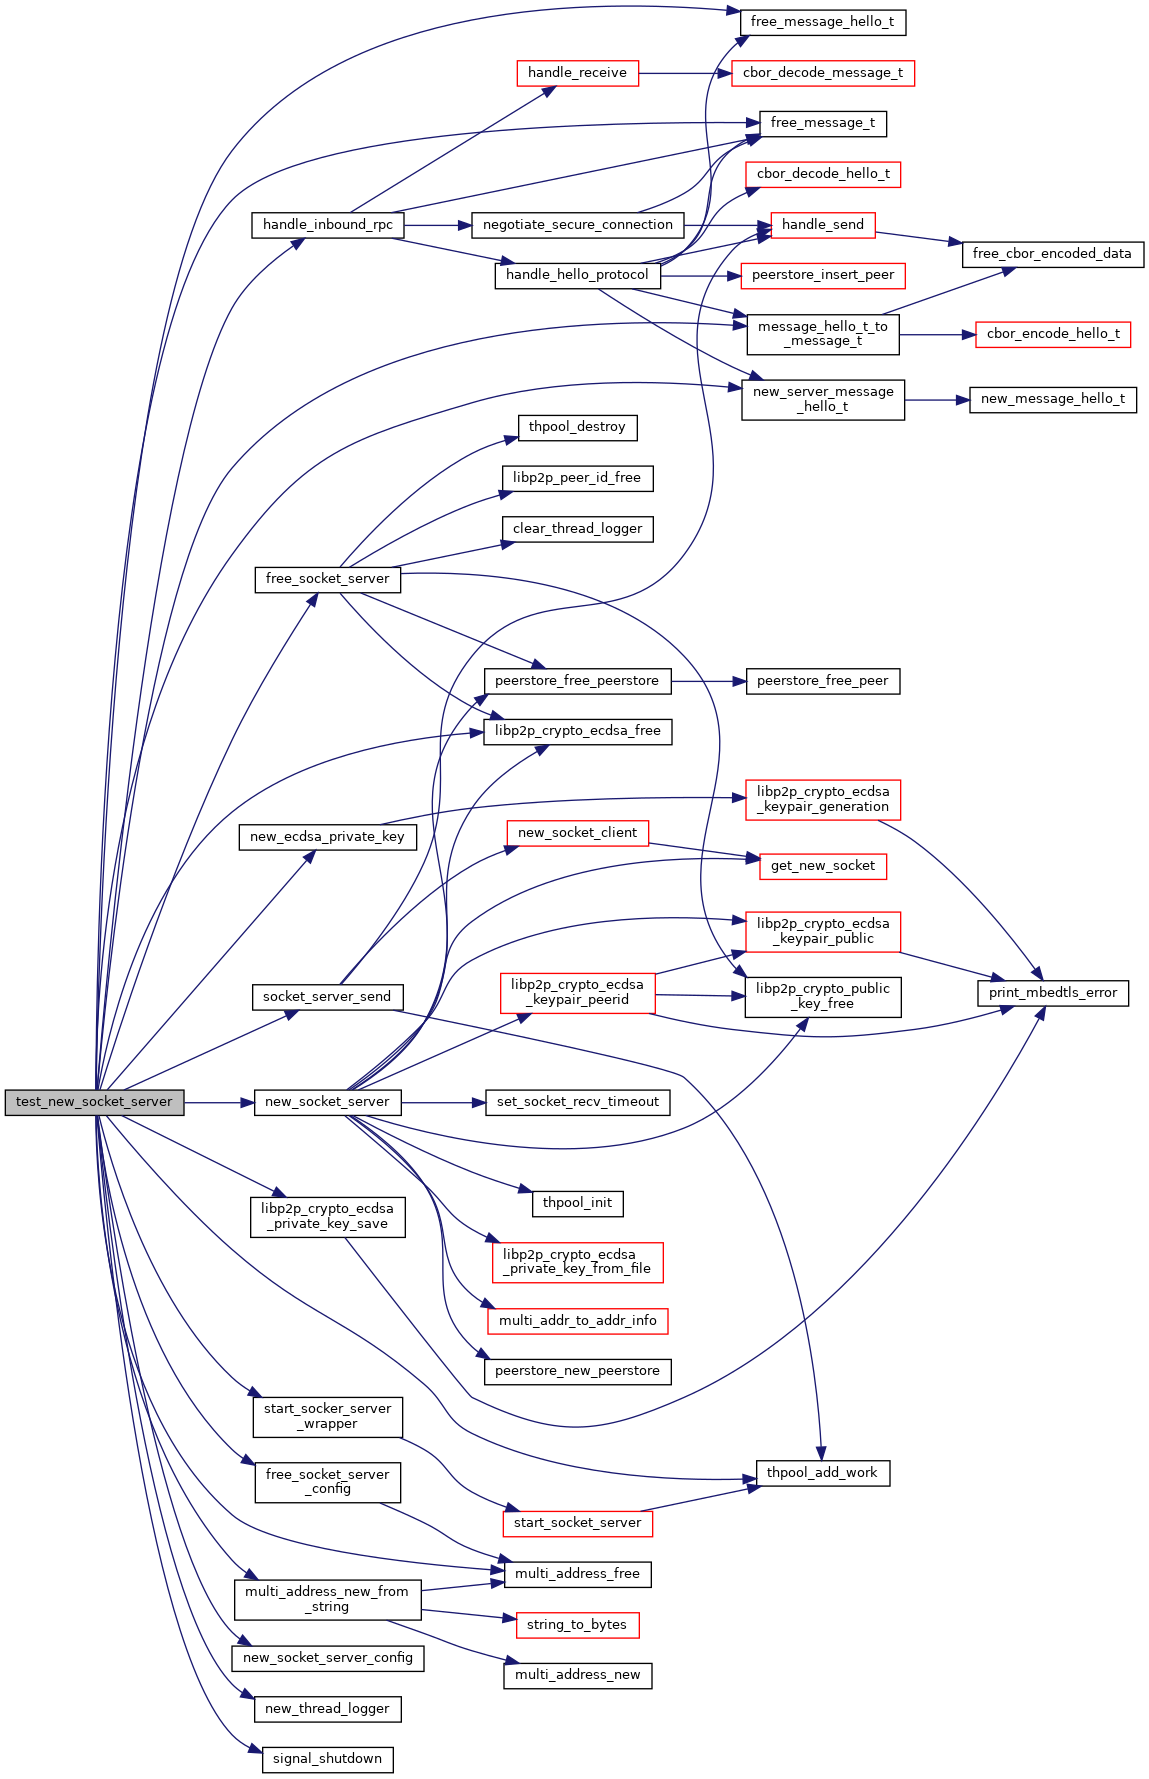 free_message_hello_t
handle_receive
cbor_decode_message_t
free_message_t
cbor_decode_hello_t
handle_inbound_rpc
negotiate_secure_connection
handle_send
free_cbor_encoded_data
handle_hello_protocol
peerstore_insert_peer
message_hello_t_to
_message_t
cbor_encode_hello_t
new_server_message
_hello_t
new_message_hello_t
thpool_destroy
libp2p_peer_id_free
clear_thread_logger
free_socket_server
peerstore_free_peerstore
peerstore_free_peer
libp2p_crypto_ecdsa_free
libp2p_crypto_ecdsa
_keypair_generation
new_ecdsa_private_key
new_socket_client
get_new_socket
libp2p_crypto_ecdsa
_keypair_public
libp2p_crypto_ecdsa
_keypair_peerid
libp2p_crypto_public
_key_free
print_mbedtls_error
socket_server_send
test_new_socket_server
new_socket_server
set_socket_recv_timeout
thpool_init
libp2p_crypto_ecdsa
_private_key_save
libp2p_crypto_ecdsa
_private_key_from_file
multi_addr_to_addr_info
peerstore_new_peerstore
start_socker_server
_wrapper
thpool_add_work
free_socket_server
_config
start_socket_server
multi_address_free
multi_address_new_from
_string
string_to_bytes
new_socket_server_config
multi_address_new
new_thread_logger
signal_shutdown